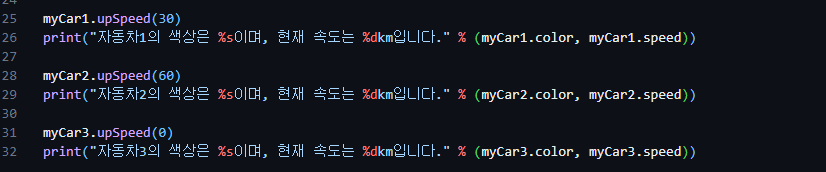 25 myCar1.upSpeed(30)
26 print("자동차1의 색상은 %s이며, 현재 속도는 %dkm입니다." % (myCar1.color, myCar1.speed))
27
28 myCar2.upSpeed(60)
29 print("자동차2의 색상은 %s이며, 현재 속도는 %dkm입니다." % (myCar2.color, myCar2.speed))
30
31 myCar3.upSpeed(0)
32 print("자동차3의 색상은 %s이며, 현재 속도는 %dkm입니다." % (myCar3.color, myCar3.speed))